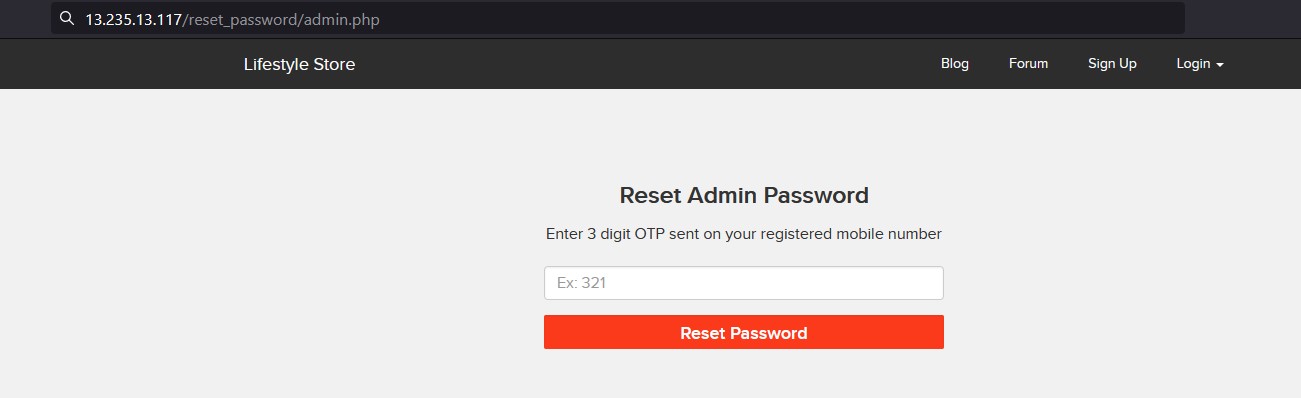 13.235.13.117/reset_password/admin.php
Lifestyle Store Blog Forum Sign Up Login
Reset Admin Password
Enter 3 digit OTP sent on your registered mobile number
Ex: 321
Reset Password